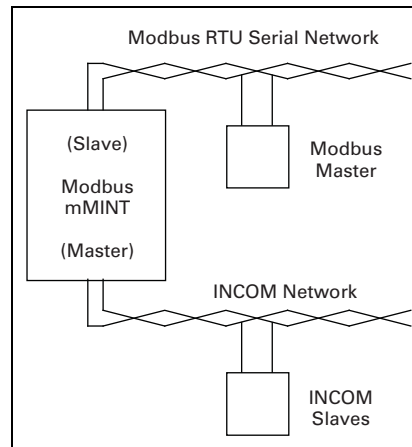 Modbus RTU Serial Network
(Slave)
Modbus
mMINT
(Master)
Modbus
Master
INCOM Network
INCOM
Slaves